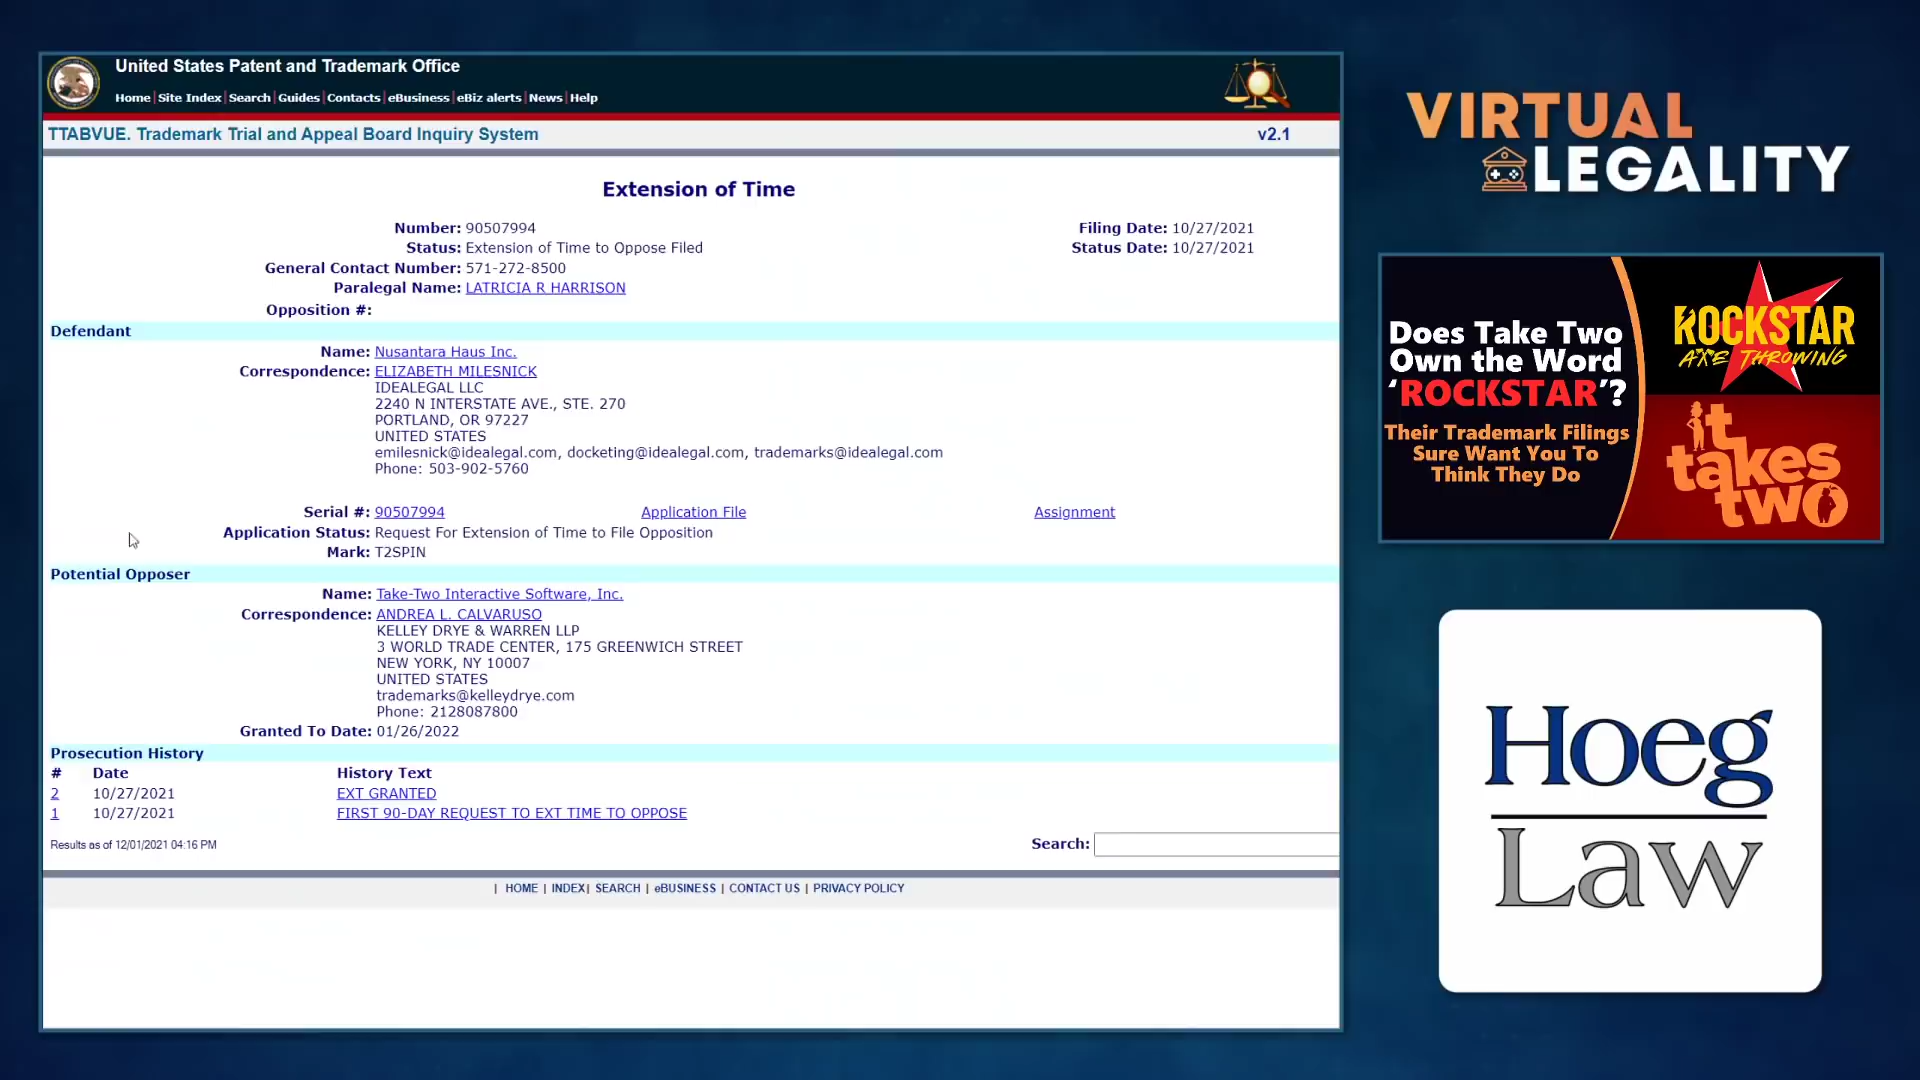 United States Patent and Trademark Office
Home | Site Index | Search | Guides | Contacts | eBusiness | eBiz alerts | News | Help
TTABVUE. Trademark Trial and Appeal Board Inquiry System
v2.1
Extension of Time
Number: 90507994
Filing Date: 10/27/2021
Status: Extension of Time to Oppose Filed
Status Date: 10/27/2021
General Contact Number: 571-272-8500
Paralegal Name: LATRICIA R HARRISON
Opposition #:
Defendant
Name: Nusantara Haus Inc.
Correspondence: ELIZABETH MILESNICK
IDEALEGAL LLC
2240 N INTERSTATE AVE., STE. 270
PORTLAND, OR 97227
UNITED STATES
emilesnick@idealegal.com, docketing@idealegal.com, trademarks@idealegal.com
Phone: 503-902-5760
Serial #: 90507994 Application File Assignment
Application Status: Request For Extension of Time to File Opposition
Mark: T2SPIN
Potential Opposer
Name: Take-Two Interactive Software, Inc.
Correspondence: ANDREA L. CALVARUSO
KELLEY DRYE & WARREN LLP
3 WORLD TRADE CENTER, 175 GREENWICH STREET
NEW YORK, NY 10007
UNITED STATES
trademarks@kelleydrye.com
Phone: 2128087800
Granted To Date: 01/26/2022
Prosecution History
# Date History Text
2 10/27/2021 EXT GRANTED
1 10/27/2021 FIRST 90-DAY REQUEST TO EXT TIME TO OPPOSE
Results as of 12/01/2021 04:16 PM
Search:
| HOME | INDEX | SEARCH | eBUSINESS | CONTACT US | PRIVACY POLICY
VIRTUAL
LEGALITY
Does Take Two
Own the Word
'ROCKSTAR'?
Their Trademark Filings
Sure Want You To
Think They Do
ROCKSTAR
AXE THROWING
it
takes
two
Hoeg
Law